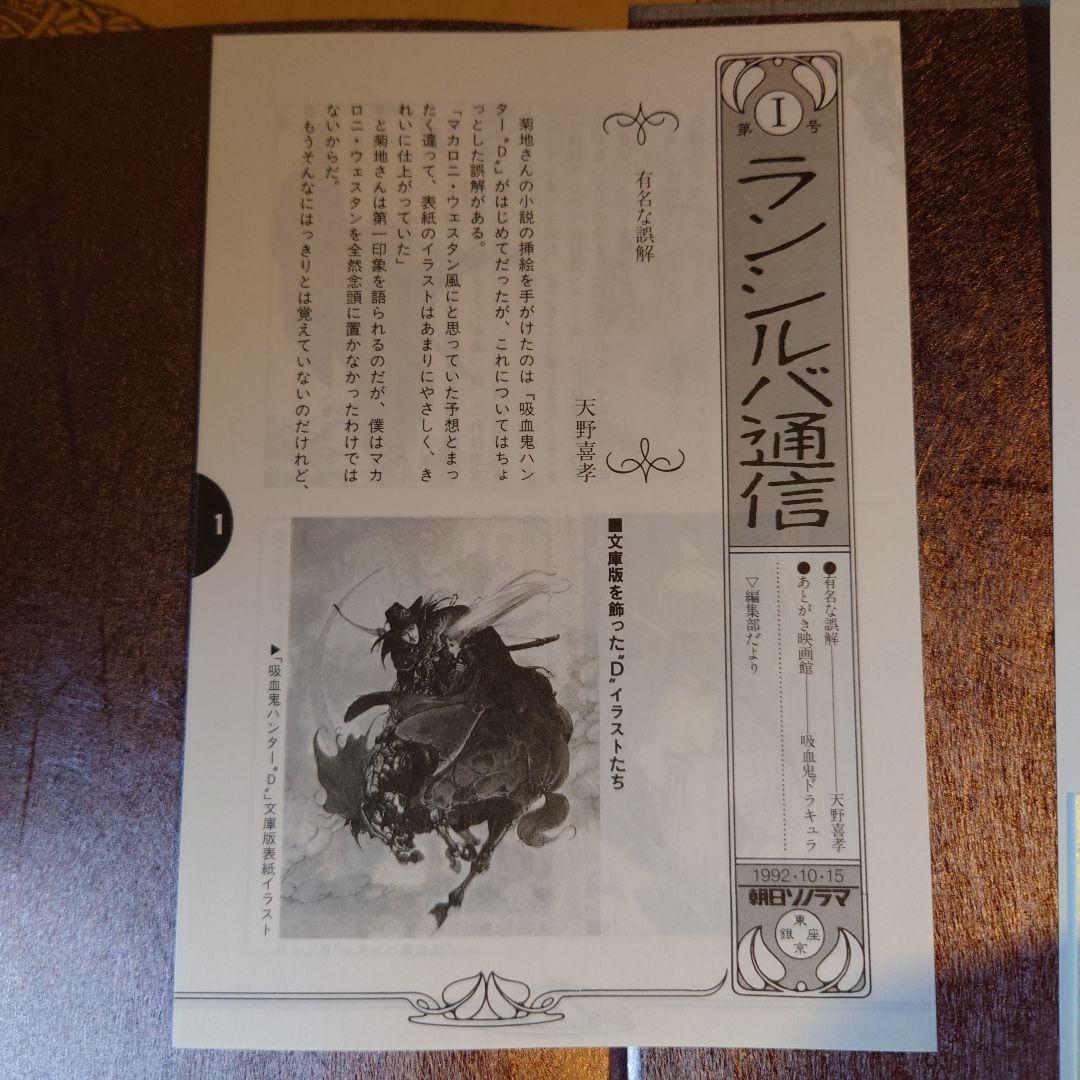 第Ⅰ号
ランシルバ通信
●有名な誤解――天野喜孝
●あとがき映画館――吸血鬼ドラキュラ
▽編集部だより
1992・10・15
朝日ソノラマ
東京
銀座
有名な誤解
天野喜孝
菊地さんの小説の挿絵を手がけたのは「吸血鬼ハン
ター〝D〟」がはじめてだったが、これについてはちょ
っとした誤解がある。
「マカロニ・ウェスタン風にと思っていた予想とまっ
たく違って、表紙のイラストはあまりにやさしく、き
れいに仕上がっていた」
と菊地さんは第一印象を語られるのだが、僕はマカ
ロニ・ウェスタンを全然念頭に置かなかったわけでは
ないからだ。
もうそんなにはっきりとは覚えていないのだけれど、
■文庫版を飾った〝D〟イラストたち
▶「吸血鬼ハンター〝D〟」文庫版表紙イラスト
1